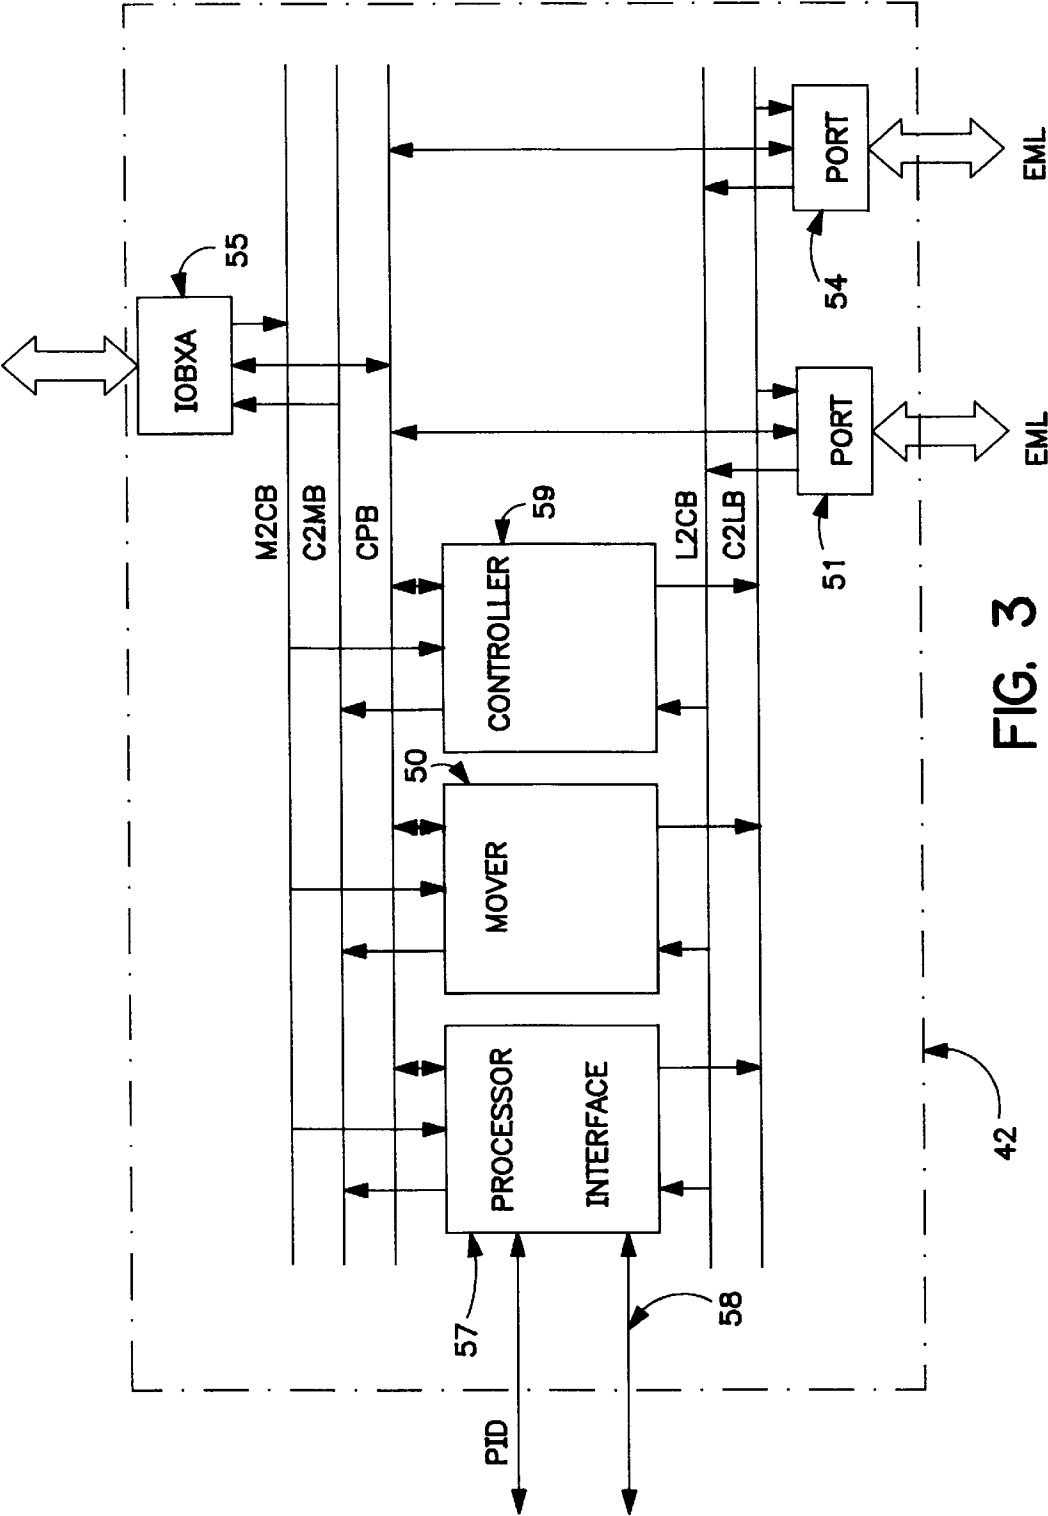 PID
57
58
PROCESSOR
INTERFACE
50
MOVER
M2CB
C2MB
CPB
59
CONTROLLER
L2CB
C2LB
IOBXA
55
PORT
51
EML
PORT
54
EML
42
FIG. 3